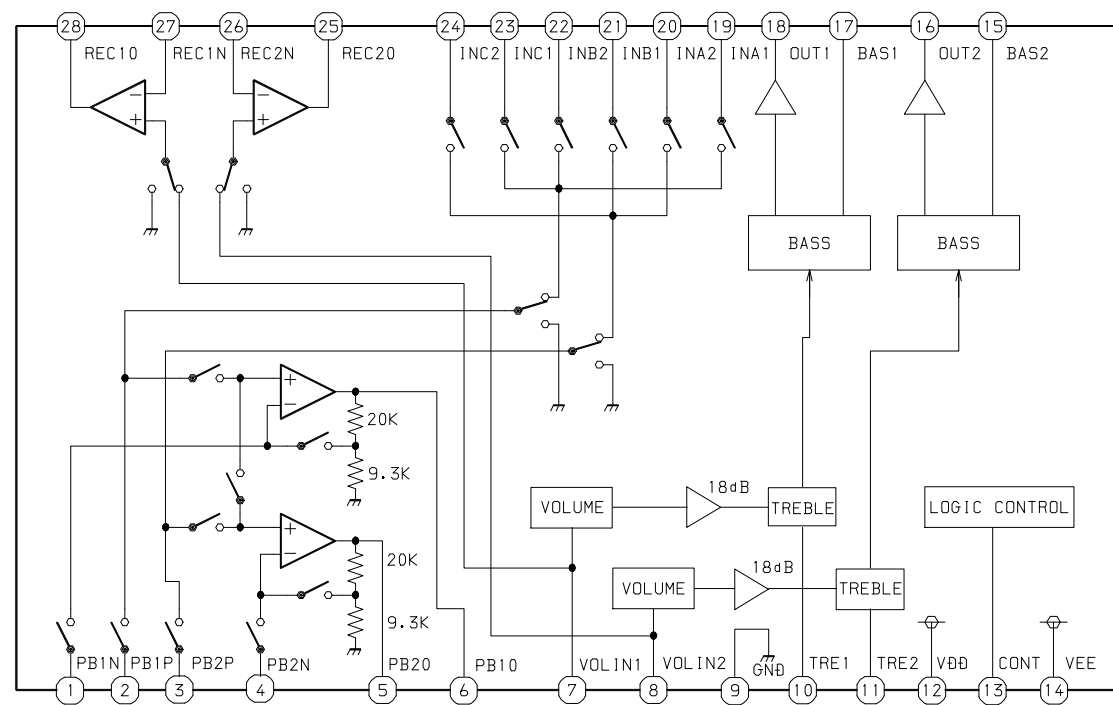 28 27 26 25 24 23 22 21 20 19 18 17 16 15
REC1O REC1N REC2N REC2O INC2 INC1 INB2 INB1 INA2 INA1 OUT1 BAS1 OUT2 BAS2
− − + +
BASS BASS
+ −
20K
9.3K
18dB
VOLUME TREBLE LOGIC CONTROL
+ −
20K
18dB
VOLUME TREBLE
9.3K
PB1N PB1P PB2P PB2N PB2O PB1O VOLIN1 VOLIN2 GND TRE1 TRE2 VDD CONT VEE
1 2 3 4 5 6 7 8 9 10 11 12 13 14